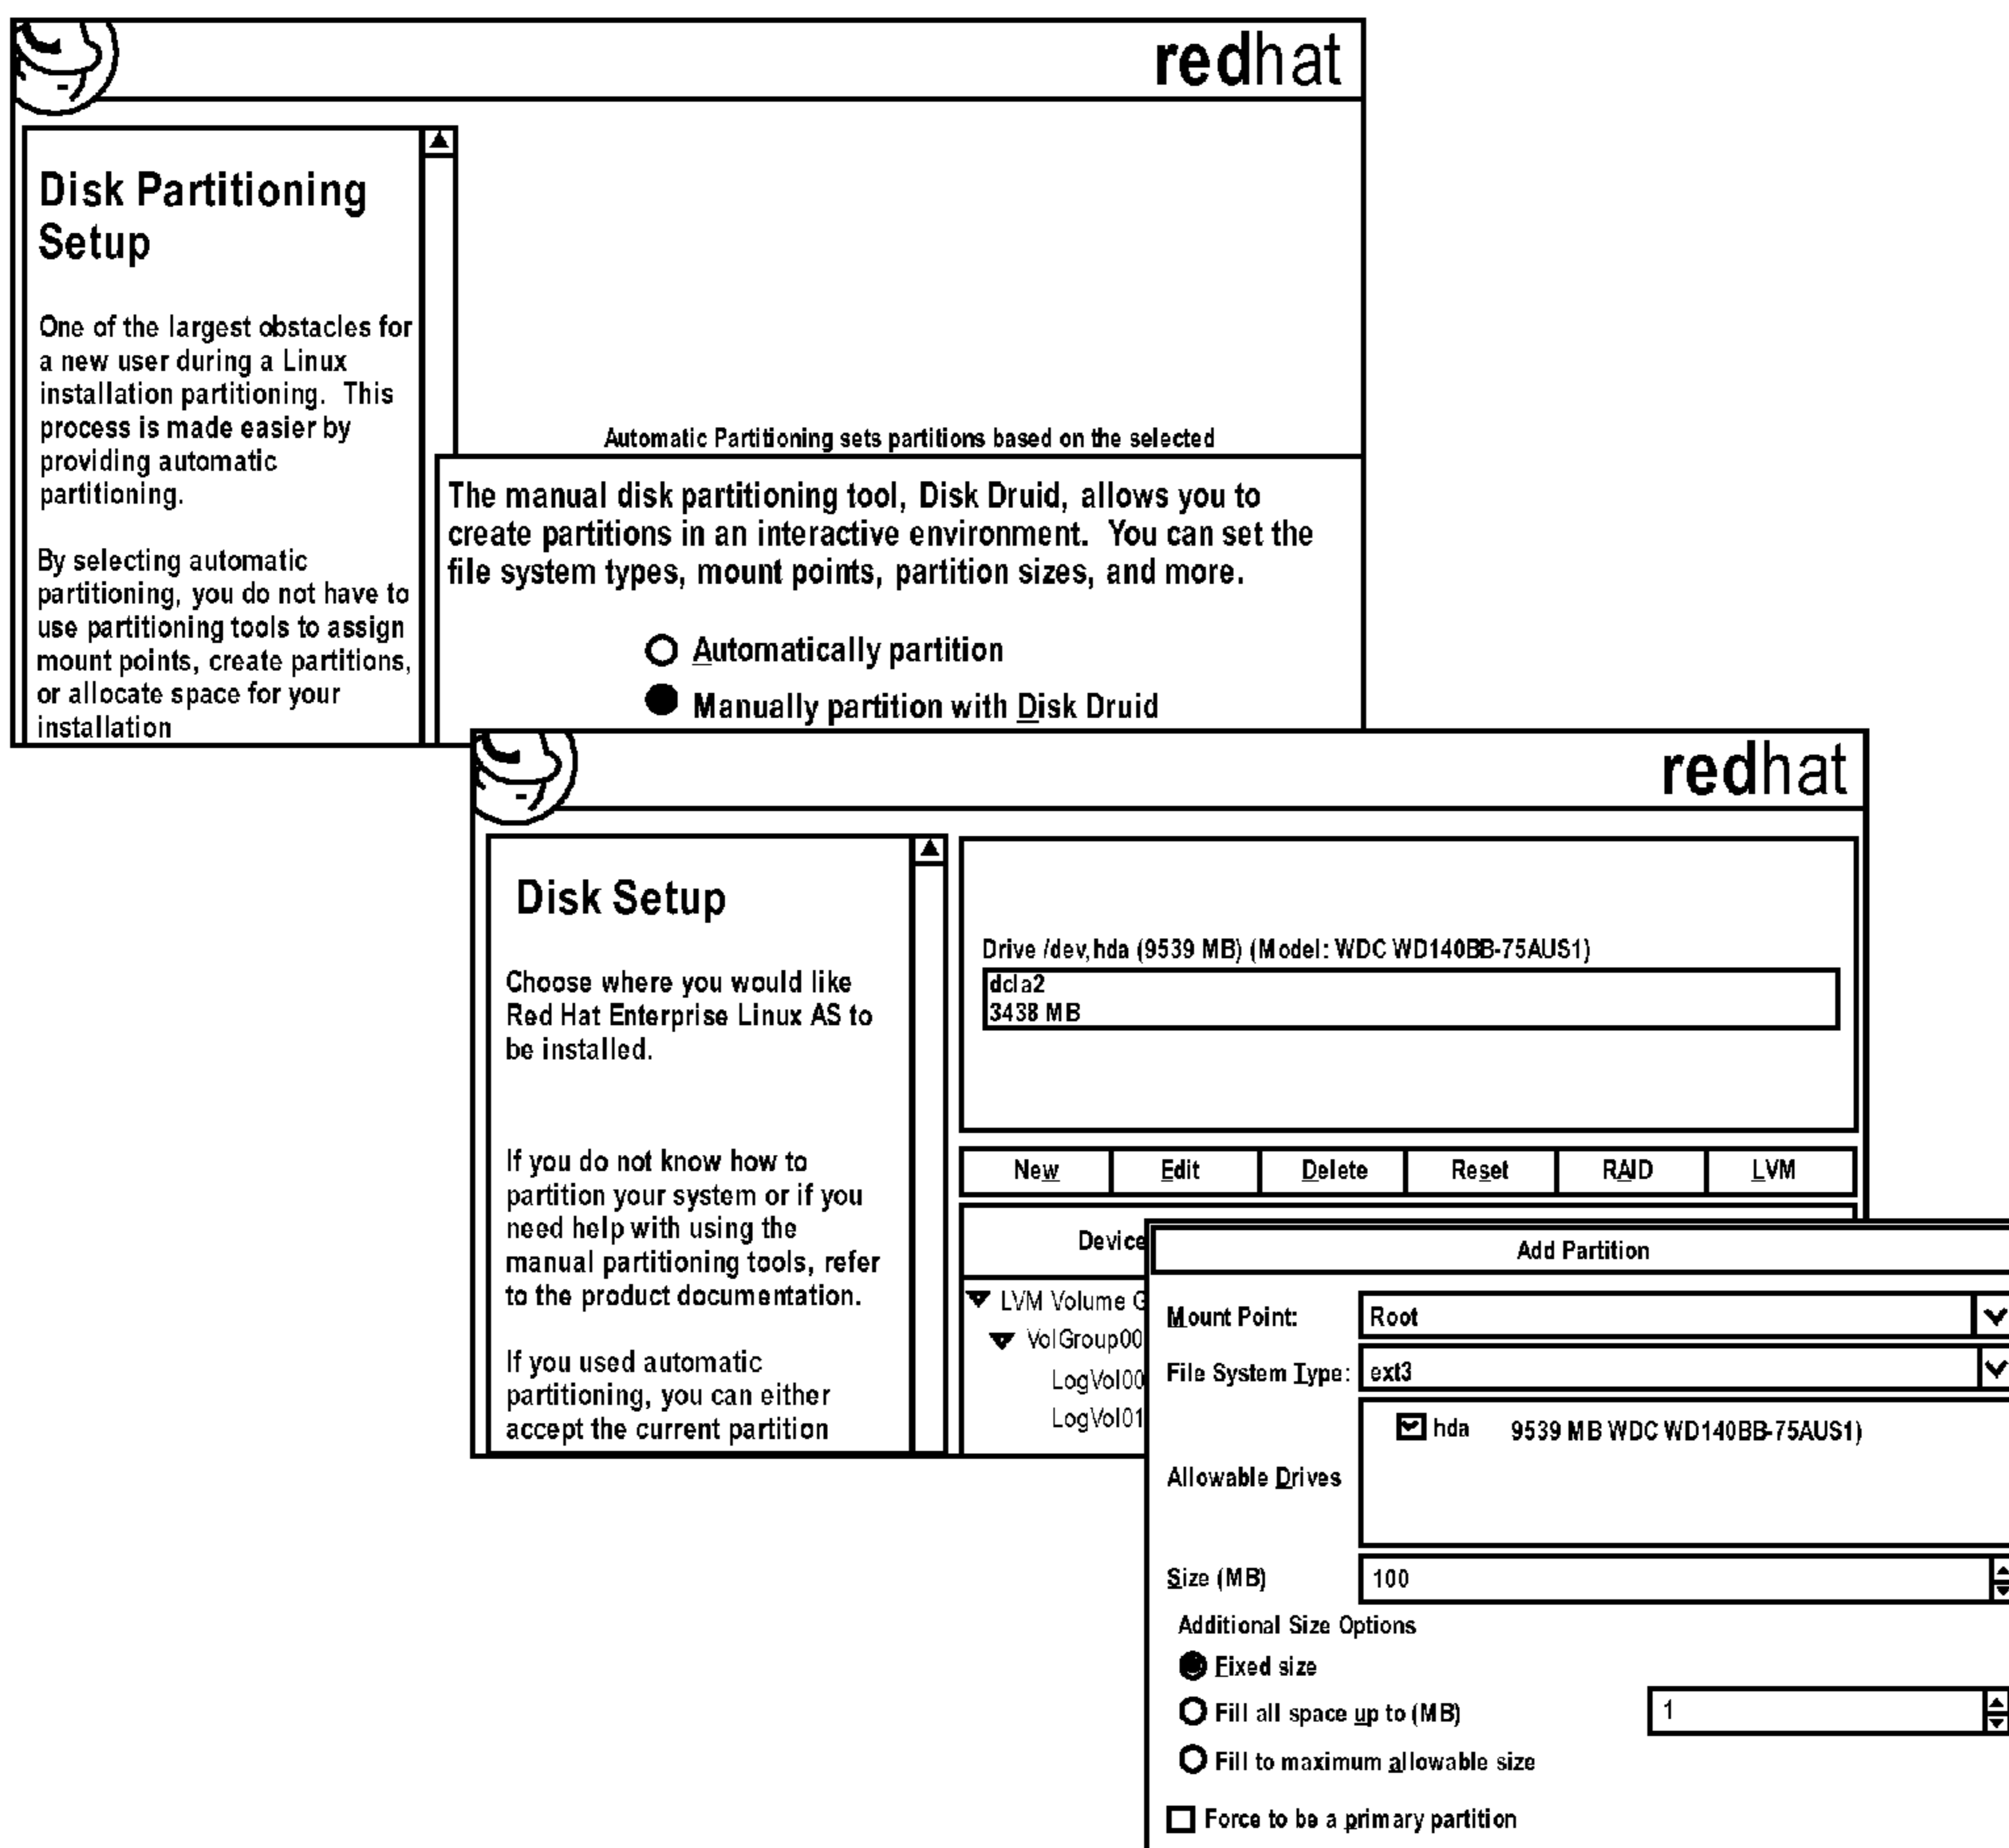 redhat
Disk Partitioning
Setup
One of the largest obstacles for
a new user during a Linux
installation partitioning. This
process is made easier by
providing automatic
partitioning.
By selecting automatic
partitioning, you do not have to
use partitioning tools to assign
mount points, create partitions,
or allocate space for your
installation
Automatic Partitioning sets partitions based on the selected
The manual disk partitioning tool, Disk Druid, allows you to
create partitions in an interactive environment. You can set the
file system types, mount points, partition sizes, and more.
Automatically partition
Manually partition with Disk Druid
redhat
Disk Setup
Choose where you would like
Red Hat Enterprise Linux AS to
be installed.
If you do not know how to
partition your system or if you
need help with using the
manual partitioning tools, refer
to the product documentation.
If you used automatic
partitioning, you can either
accept the current partition
Drive /dev,hda (9539 MB) (Model: WDC WD140BB-75AUS1)
dcla2
3438 MB
New Edit Delete Reset RAID LVM
Device
LVM Volume G
VolGroup00
LogVol00
LogVol01
Add Partition
Mount Point: Root
File System Type: ext3
hda 9539 MB WDC WD140BB-75AUS1)
Allowable Drives
Size (MB) 100
Additional Size Options
Fixed size
Fill all space up to (MB) 1
Fill to maximum allowable size
Force to be a primary partition